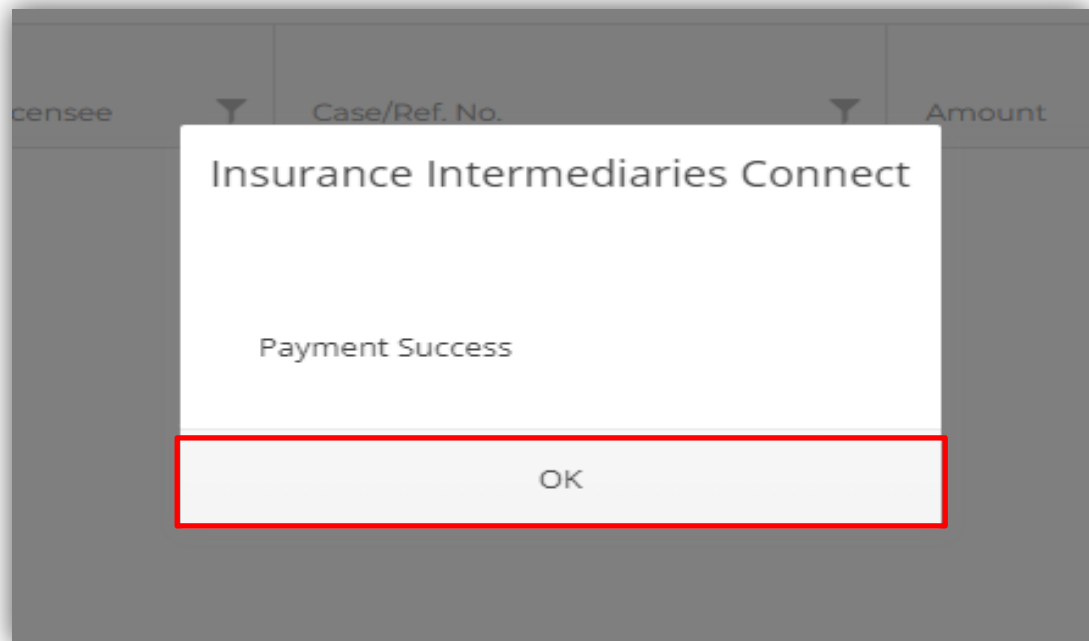 censee Case/Ref. No. Amount
Insurance Intermediaries Connect
Payment Success
OK